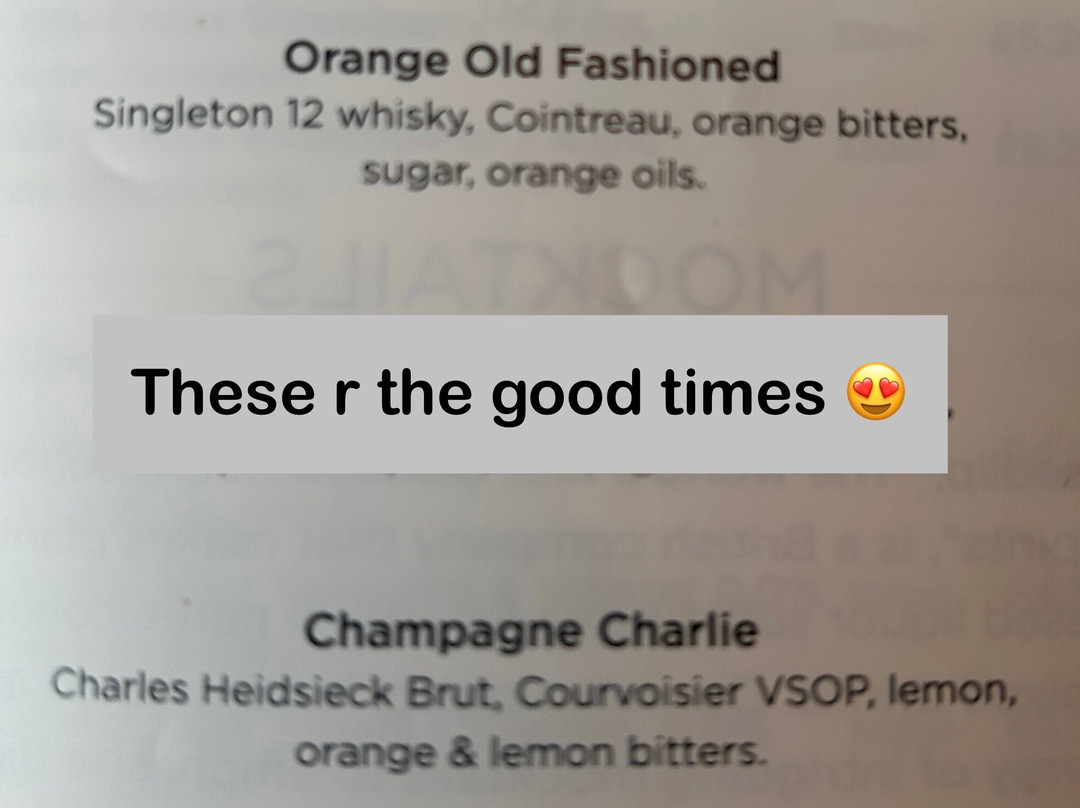 Orange Old Fashioned
Singleton 12 whisky, Cointreau, orange bitters,
sugar, orange oils.
MOCKTAILS
These r the good times 😍
Champagne Charlie
Charles Heidsieck Brut, Courvoisier VSOP, lemon,
orange & lemon bitters.